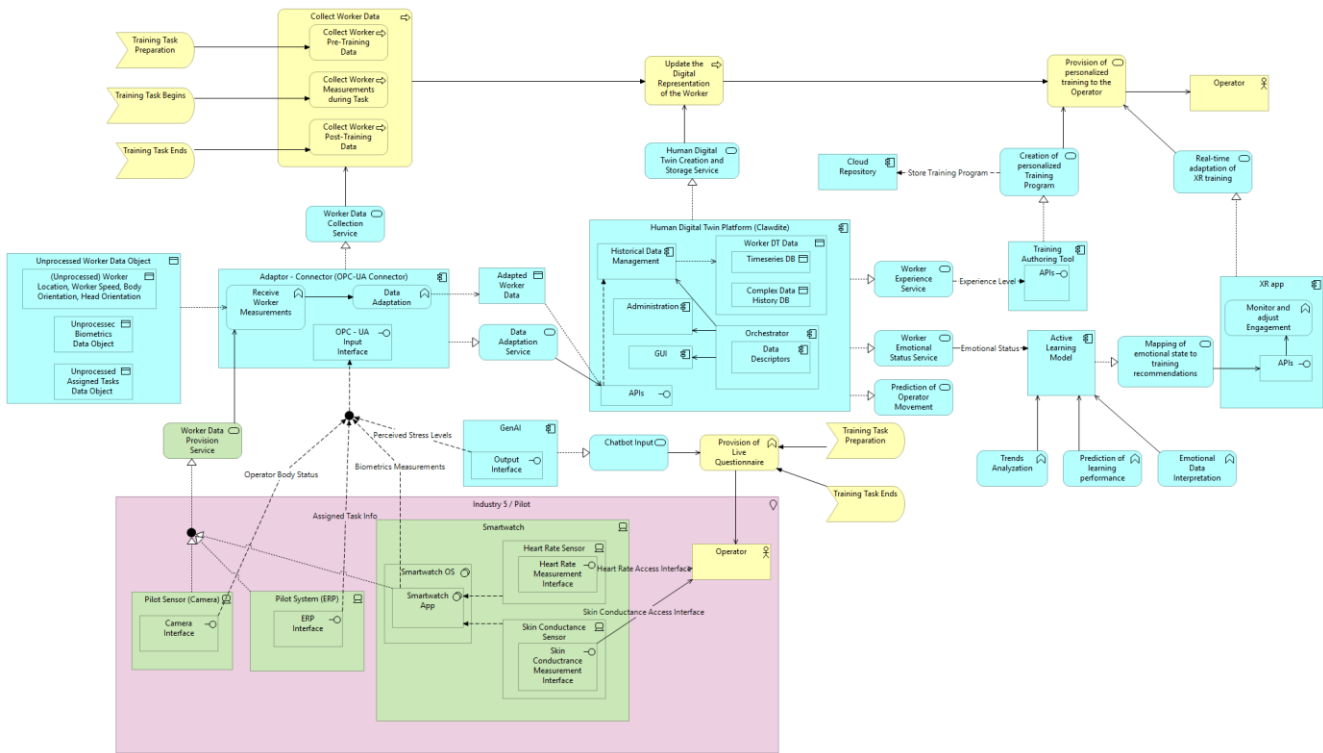 Collect Worker Data
Training Task
Preparation
Collect Worker
Pre-Training
Data
Training Task Begins
Collect Worker
Measurements
during Task
Training Task Ends
Collect Worker
Post-Training
Data
Update the
Digital
Representation
of the Worker
Provision of
personalized
training to the
Operator
Operator
Human Digital
Twin Creation and
Storage Service
Cloud
Repository
Store Training Program
Creation of
personalized
Training
Program
Real-time
adaptation of
XR training
Worker Data
Collection
Service
Unprocessed Worker Data Object
(Unprocessed) Worker
Location, Worker Speed, Body
Orientation, Head Orientation
Unprocessec
Biometrics
Data Object
Unprocessed
Assigned Tasks
Data Object
Adaptor - Connector (OPC-UA Connector)
Receive
Worker
Measurements
Data
Adaptation
OPC - UA
Input
Interface
Adapted
Worker
Data
Data
Adaptation
Service
Human Digital Twin Platform (Clawdite)
Historical Data
Management
Worker DT Data
Timeseries DB
Complex Data
History DB
Administration
Orchestrator
Data
Descriptors
GUI
APIs
Worker
Experience
Service
Experience Level
Training
Authoring Tool
APIs
Worker
Emotional
Status Service
Emotional Status
Active
Learning
Model
Mapping of
emotional state to
training
recommendations
XR app
Monitor and
adjust
Engagement
APIs
Prediction of
Operator
Movement
Worker Data
Provision
Service
Perceived Stress Levels
Operator Body Status
Biometrics Measurements
Assigned Task Info
GenAI
Output
Interface
Chatbot Input
Provision of
Live
Questionnaire
Training Task
Preparation
Training Task Ends
Trends
Analyzation
Prediction of
learning
performance
Emotional
Data
Interpretation
Industry 5 / Pilot
Smartwatch
Smartwatch OS
Smartwatch
App
Heart Rate Sensor
Heart Rate
Measurement
Interface
Heart Rate Access Interface
Operator
Skin Conductance Access Interface
Skin Conductance
Sensor
Skin
Conductrance
Measurement
Interface
Pilot Sensor (Camera)
Camera
Interface
Pilot System (ERP)
ERP
Interface